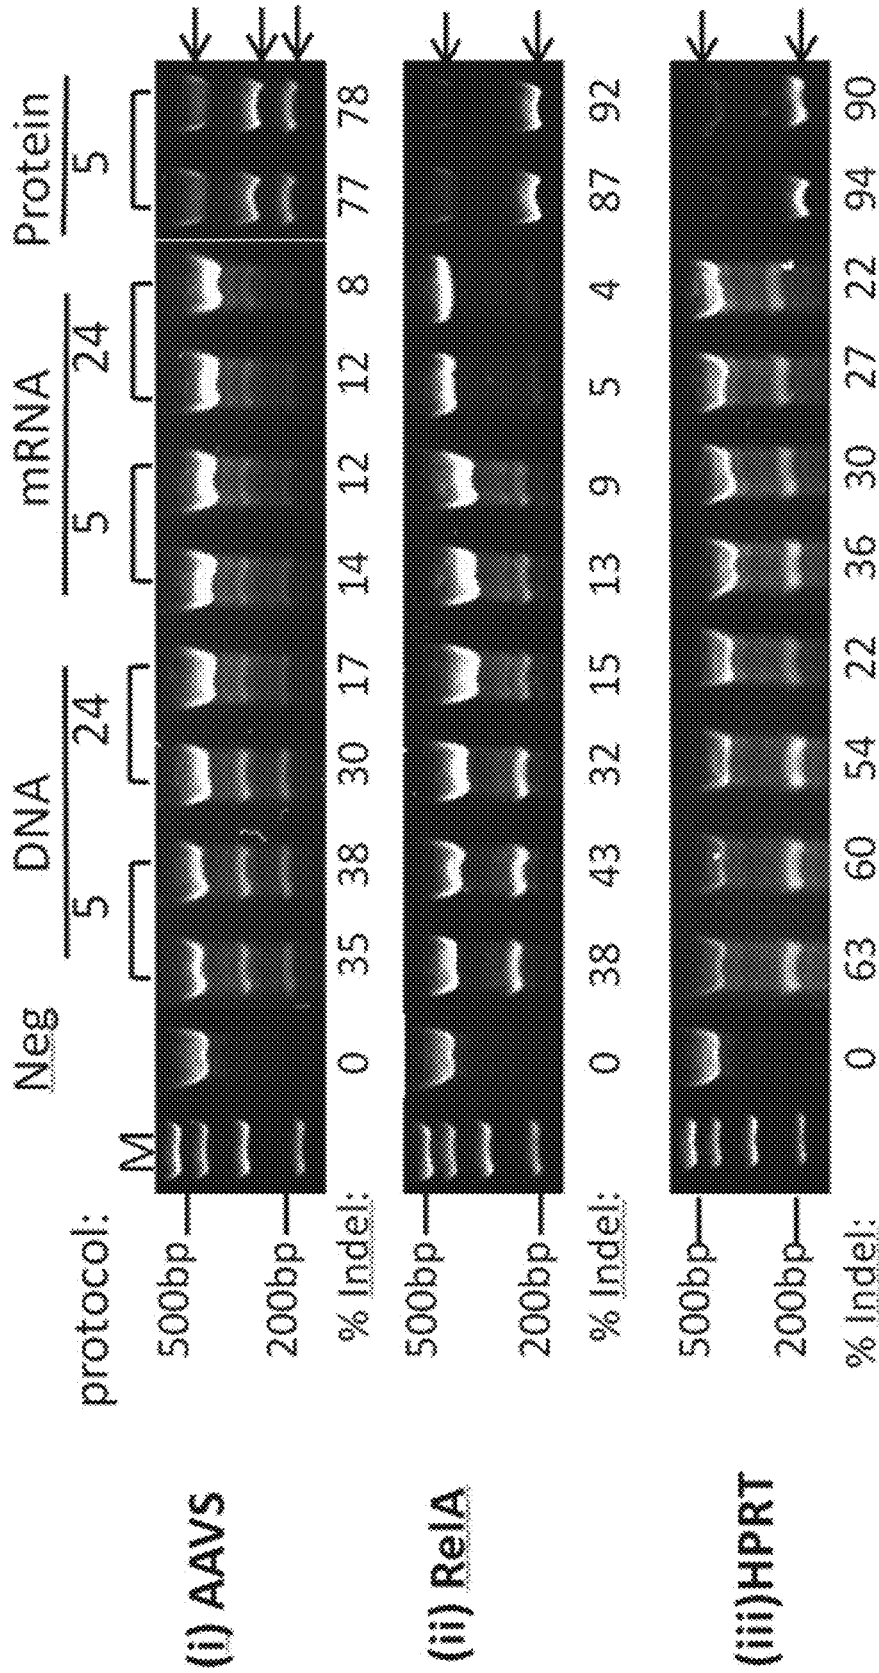 Neg DNA mRNA Protein
protocol: 5 24 5 24 5
M
(i) AAVS
500bp
200bp
% Indel: 0 35 38 30 17 14 12 12 8 77 78
(ii) RelA
500bp
200bp
% Indel: 0 38 43 32 15 13 9 5 4 87 92
(iii)HPRT
500bp
200bp
% Indel: 0 63 60 54 22 36 30 27 22 94 90